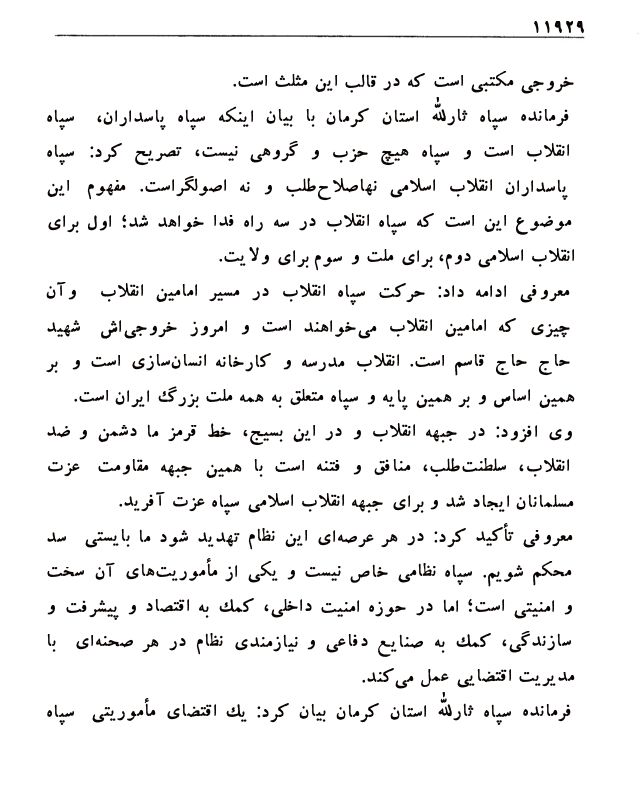 ۱۱۹۲۹
خروجی مکتبی است که در قالب این مثلث است.
فرمانده سپاه ثارالله استان کرمان با بیان اینکه سپاه پاسداران، سپاه
انقلاب است و سپاه هیچ حزب و گروهی نیست، تصریح کرد: سپاه
پاسداران انقلاب اسلامی نهاصلاح‌طلب و نه اصولگراست. مفهوم این
موضوع این است که سپاه انقلاب در سه راه فدا خواهد شد؛ اول برای
انقلاب اسلامی دوم، برای ملت و سوم برای ولایت.
معروفی ادامه داد: حرکت سپاه انقلاب در مسیر امامین انقلاب وآن
چیزی که امامین انقلاب می‌خواهند است و امروز خروجی‌اش شهید
حاج حاج قاسم است. انقلاب مدرسه و کارخانه انسان‌سازی است و بر
همین اساس و بر همین پایه و سپاه متعلق به همه ملت بزرگ ایران است.
وی افزود: در جبهه انقلاب و در این بسیج، خط قرمز ما دشمن و ضد
انقلاب، سلطنت‌طلب، منافق و فتنه است با همین جبهه مقاومت عزت
مسلمانان ایجاد شد و برای جبهه انقلاب اسلامی سپاه عزت آفرید.
معروفی تأکید کرد: در هر عرصه‌ای این نظام تهدید شود ما بایستی سد
محکم شویم. سپاه نظامی خاص نیست و یکی از مأموریت‌های آن سخت
و امنیتی است؛ اما در حوزه امنیت داخلی، کمک به اقتصاد و پیشرفت و
سازندگی، کمک به صنایع دفاعی و نیازمندی نظام در هر صحنه‌ای با
مدیریت اقتضایی عمل می‌کند.
فرمانده سپاه ثارالله استان کرمان بیان کرد: یک اقتضای مأموریتی سپاه